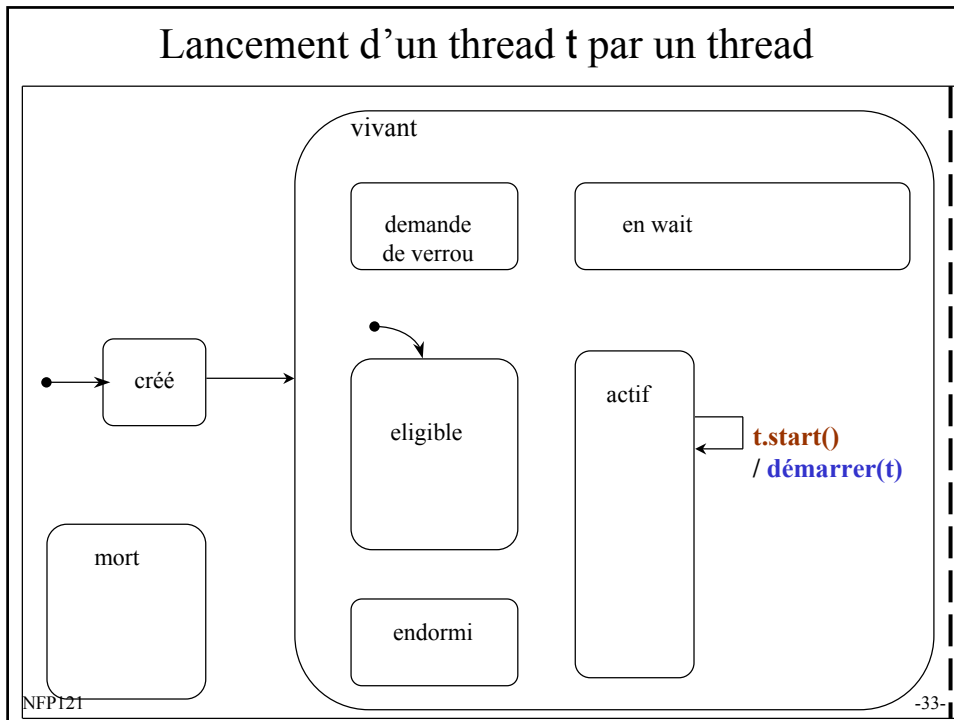 Lancement d’un thread t par un thread
vivant
demande
de verrou
en wait
créé
eligible
actif
t.start()
/ démarrer(t)
mort
endormi
NFP121
-33-